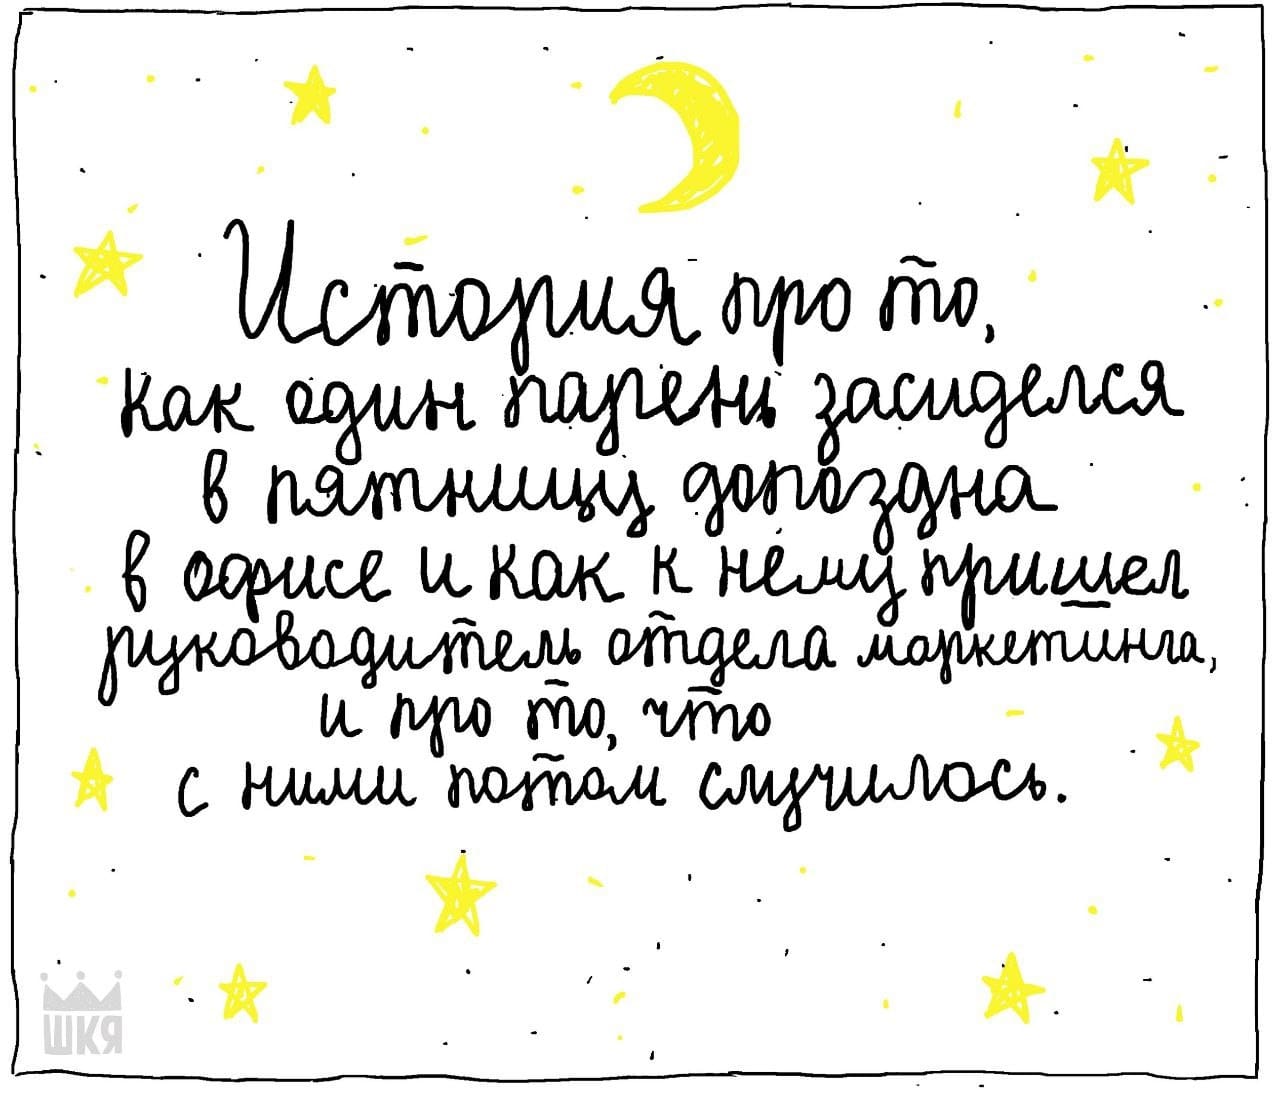 История про то,
как один парень засиделся
в пятницу допоздна
в офисе и как к нему пришел
руководитель отдела маркетинга,
и про то, что
с ними потом случилось.
ШКЯ